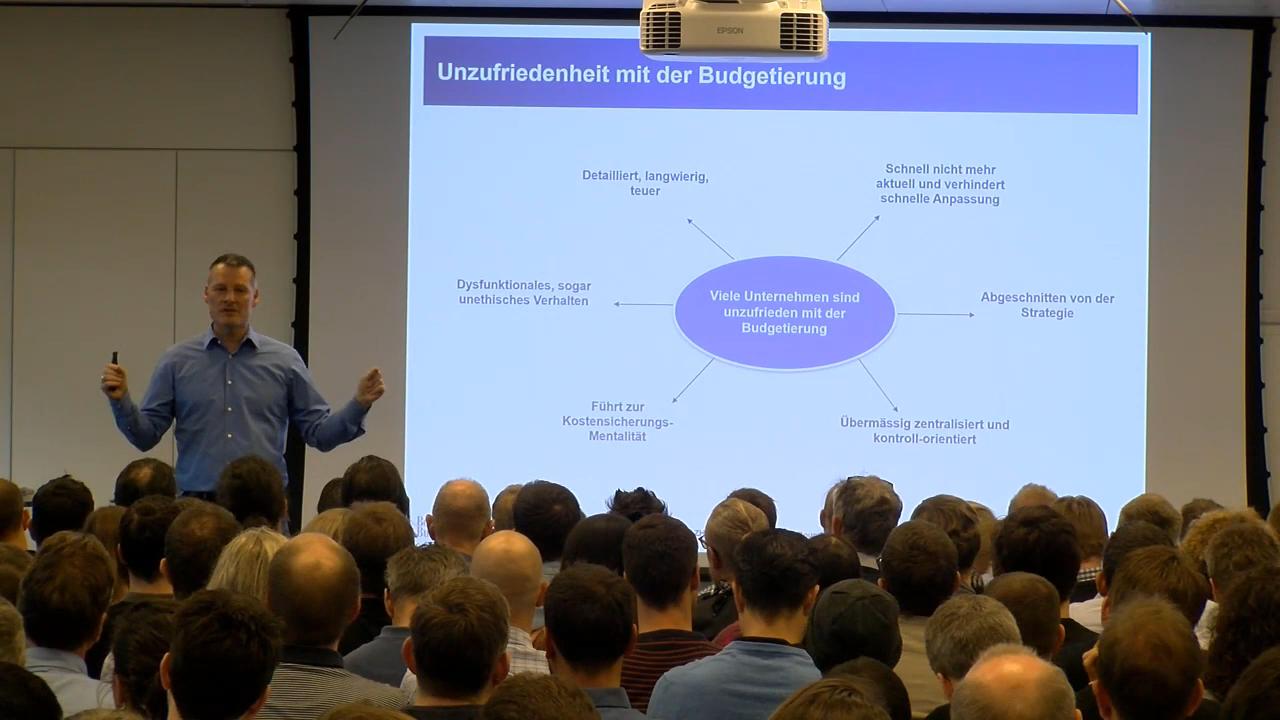 EPSON
Unzufriedenheit mit der Budgetierung
Detailliert, langwierig,
teuer
Schnell nicht mehr
aktuell und verhindert
schnelle Anpassung
Dysfunktionales, sogar
unethisches Verhalten
Viele Unternehmen sind
unzufrieden mit der
Budgetierung
Abgeschnitten von der
Strategie
Führt zur
Kostensicherungs-
Mentalität
Übermässig zentralisiert und
kontroll-orientiert